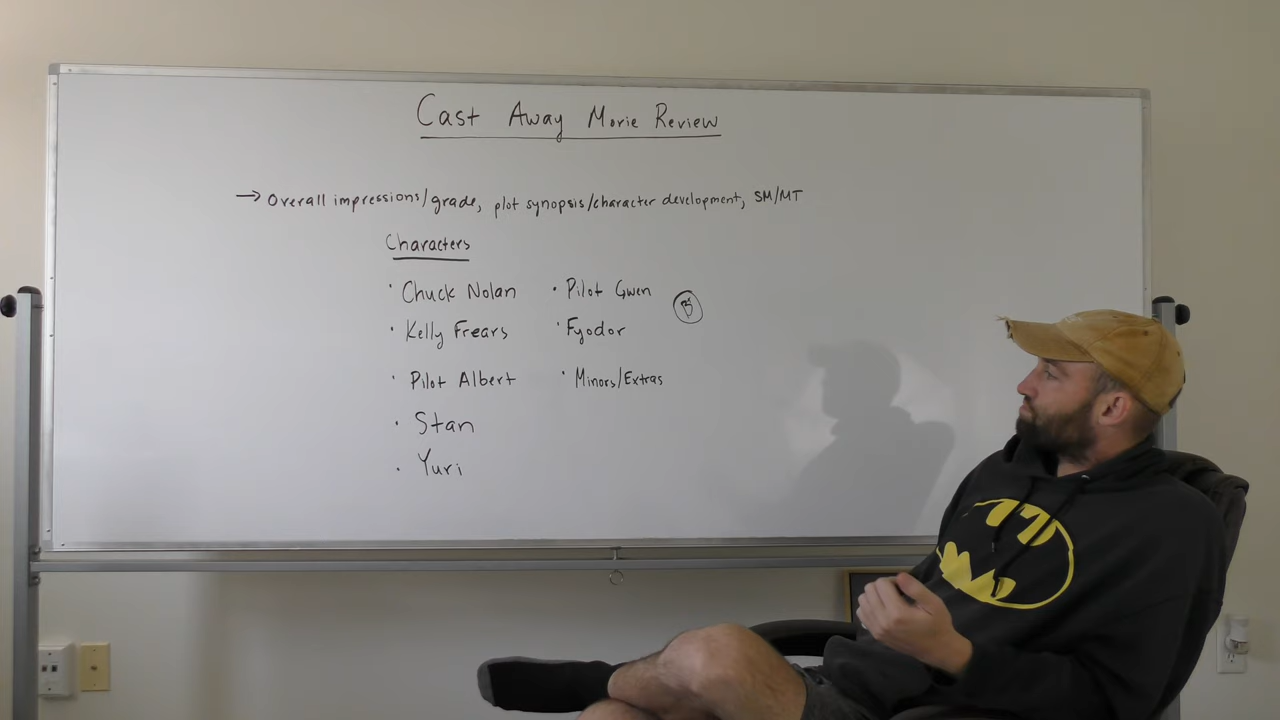 Cast Away Movie Review
→ Overall impressions/grade, plot synopsis/character development, SM/MT
Characters
· Chuck Nolan
· Kelly Frears
· Pilot Albert
· Stan
· Yuri
· Pilot Gwen
· Fyodor
· Minors/Extras
B